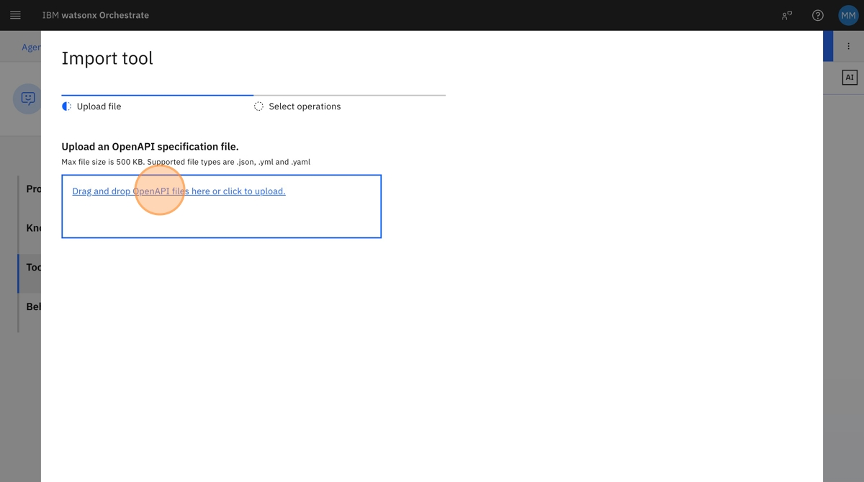 IBM watsonx Orchestrate
MM
Agen
AI
Import tool
Upload file
Select operations
Upload an OpenAPI specification file.
Max file size is 500 KB. Supported file types are .json, .yml and .yaml
Drag and drop OpenAPI files here or click to upload.
Pro
Kno
Too
Beh